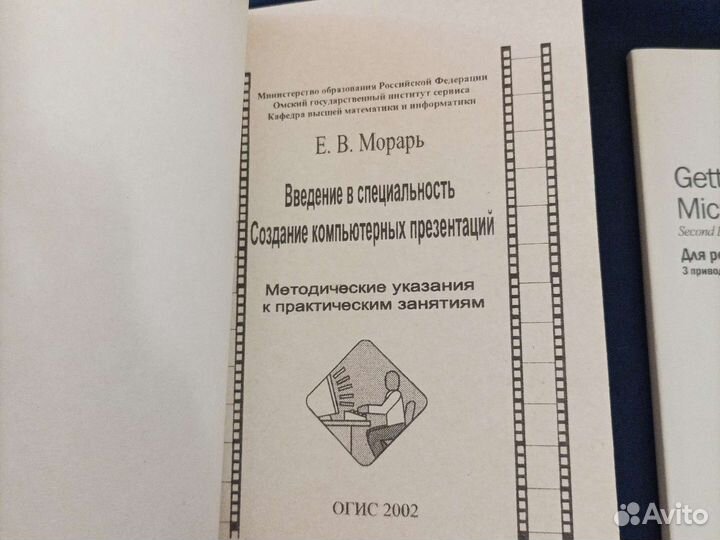 Министерство образования Российской Федерации
Омский государственный институт сервиса
Кафедра высшей математики и информатики
Е. В. Морарь
Введение в специальность
Создание компьютерных презентаций
Методические указания
к практическим занятиям
ОГИС 2002
Gett
Mic
Second
Для
3 привод
Avito